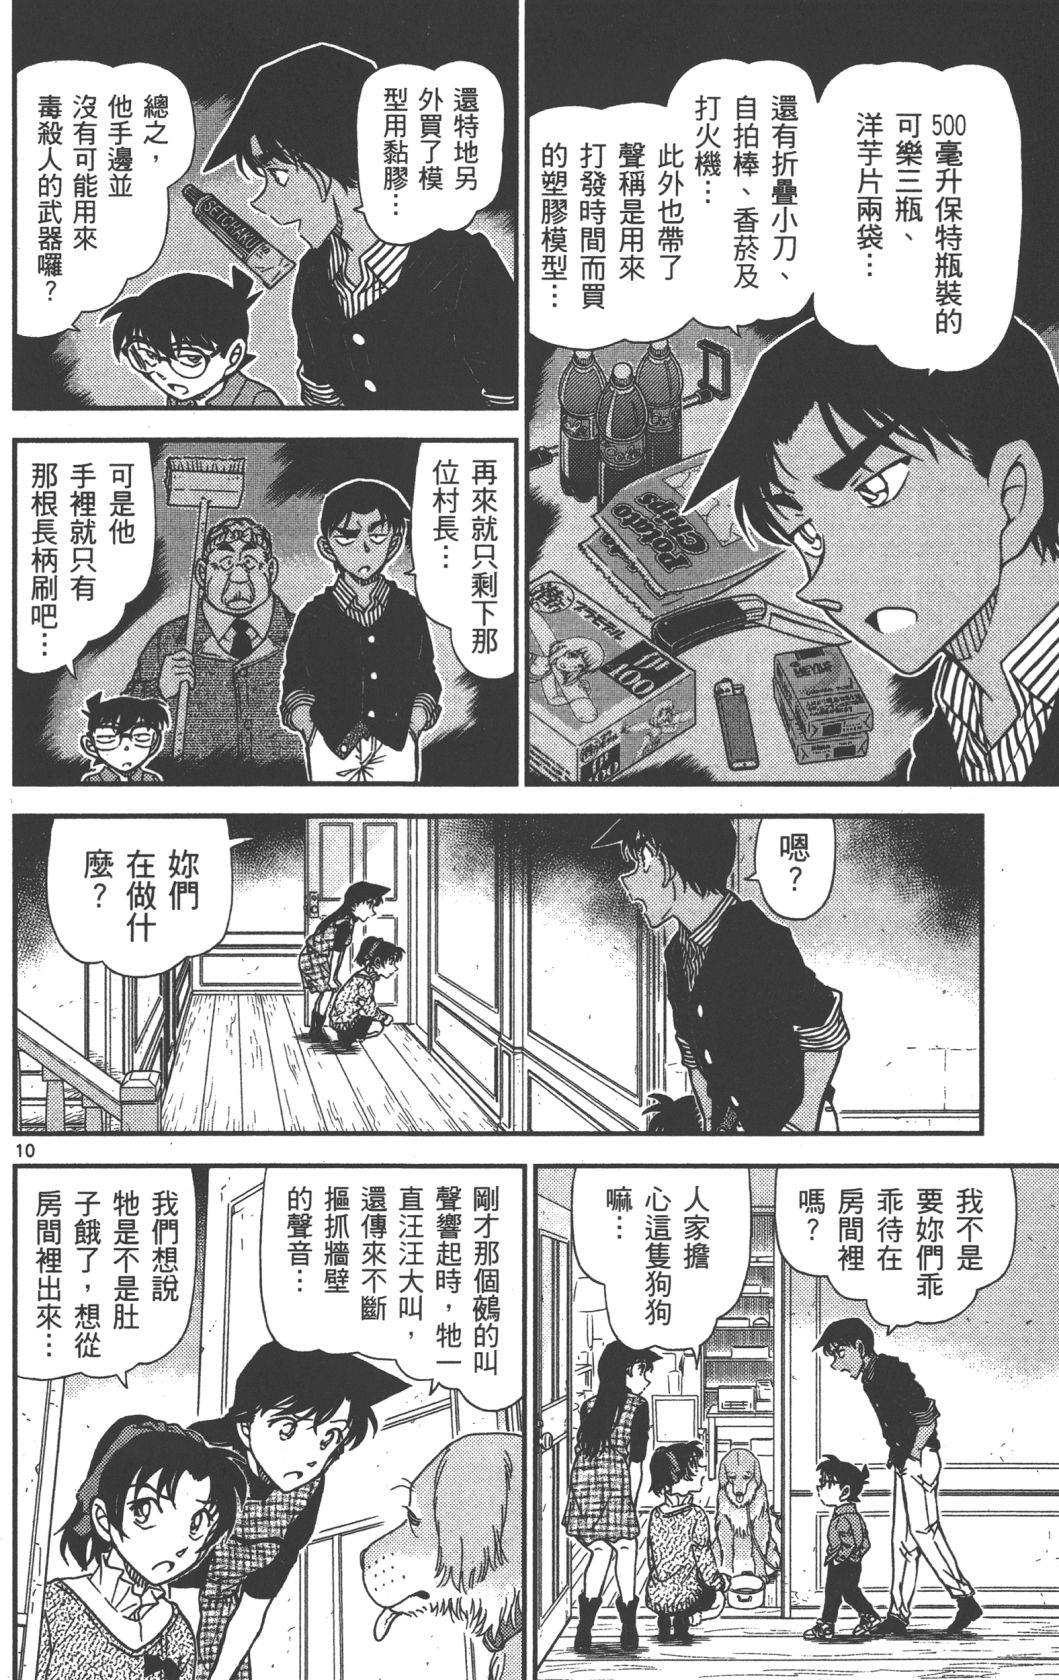 500毫升保特瓶裝的
可樂三瓶、
洋芋片兩袋…
還有折疊小刀、
自拍棒、香菸及
打火機…
此外也帶了
聲稱是用來
打發時間而買
的塑膠模型…
Potato
Chips
プラモデル
100
100
還特地另
外買了模
型用黏膠…
SETCHAKU
總之，
他手邊並
沒有可能用來
毒殺人的武器囉？
再來就只剩下那
位村長…
可是他
手裡就只有
那根長柄刷吧…
嗯？
妳們
在做什
麼？
10
我不是
要妳們乖
乖待在
房間裡
嗎？
人家擔
心這隻狗狗
嘛…
剛才那個鵺的叫
聲響起時，牠一
直汪汪大叫，
還傳來不斷
摳抓牆壁
的聲音…
我們想說
牠是不是肚
子餓了，想從
房間裡出來…